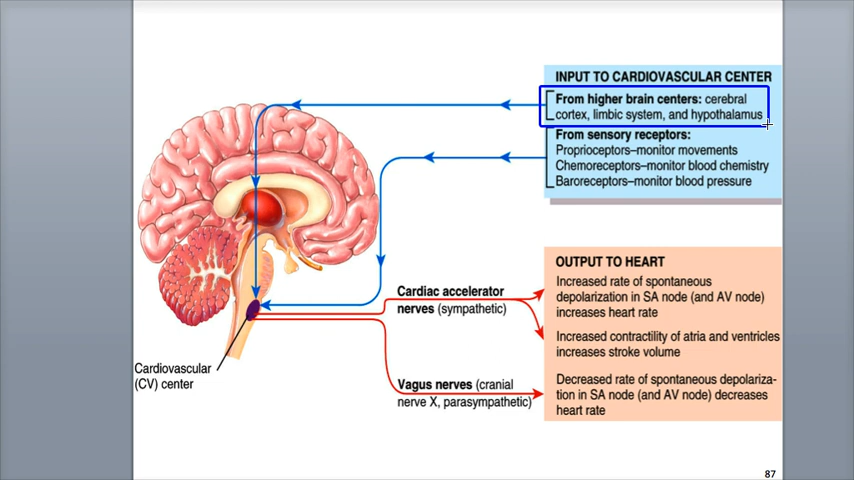 INPUT TO CARDIOVASCULAR CENTER
From higher brain centers: cerebral
cortex, limbic system, and hypothalamus
From sensory receptors:
Proprioceptors–monitor movements
Chemoreceptors–monitor blood chemistry
Baroreceptors–monitor blood pressure
OUTPUT TO HEART
Cardiac accelerator
nerves (sympathetic)
Increased rate of spontaneous
depolarization in SA node (and AV node)
increases heart rate
Increased contractility of atria and ventricles
increases stroke volume
Cardiovascular
(CV) center
Vagus nerves (cranial
nerve X, parasympathetic)
Decreased rate of spontaneous depolariza-
tion in SA node (and AV node) decreases
heart rate
87